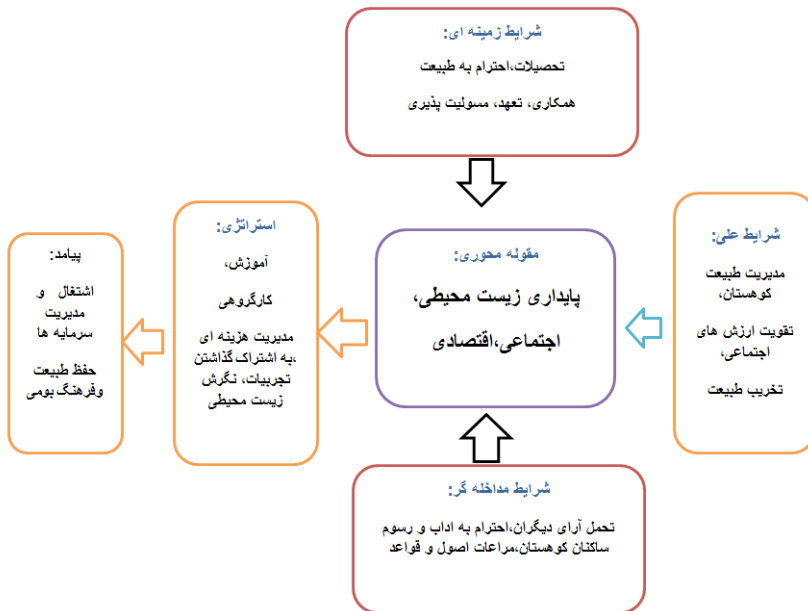 شرایط زمینه ای:
تحصیلات،احترام به طبیعت
همکاری، تعهد، مسولیت پذیری
شرایط علی:
مدیریت طبیعت
کوهستان،
تقویت ارزش های
اجتماعی،
تخریب طبیعت
مقوله محوری:
پایداری زیست محیطی،
اجتماعی،اقتصادی
استراتژی:
آموزش،
کارگروهی
مدیریت هزینه ای
،به اشتراک گذاشتن
تجربیات، نگرش
زیست محیطی
پیامد:
اشتغال و
مدیریت
سرمایه ها
حفظ طبیعت
وفرهنگ بومی
شرایط مداخله گر:
تحمل آرای دیگران،احترام به اداب و رسوم
ساکنان کوهستان،مراعات اصول و قواعد